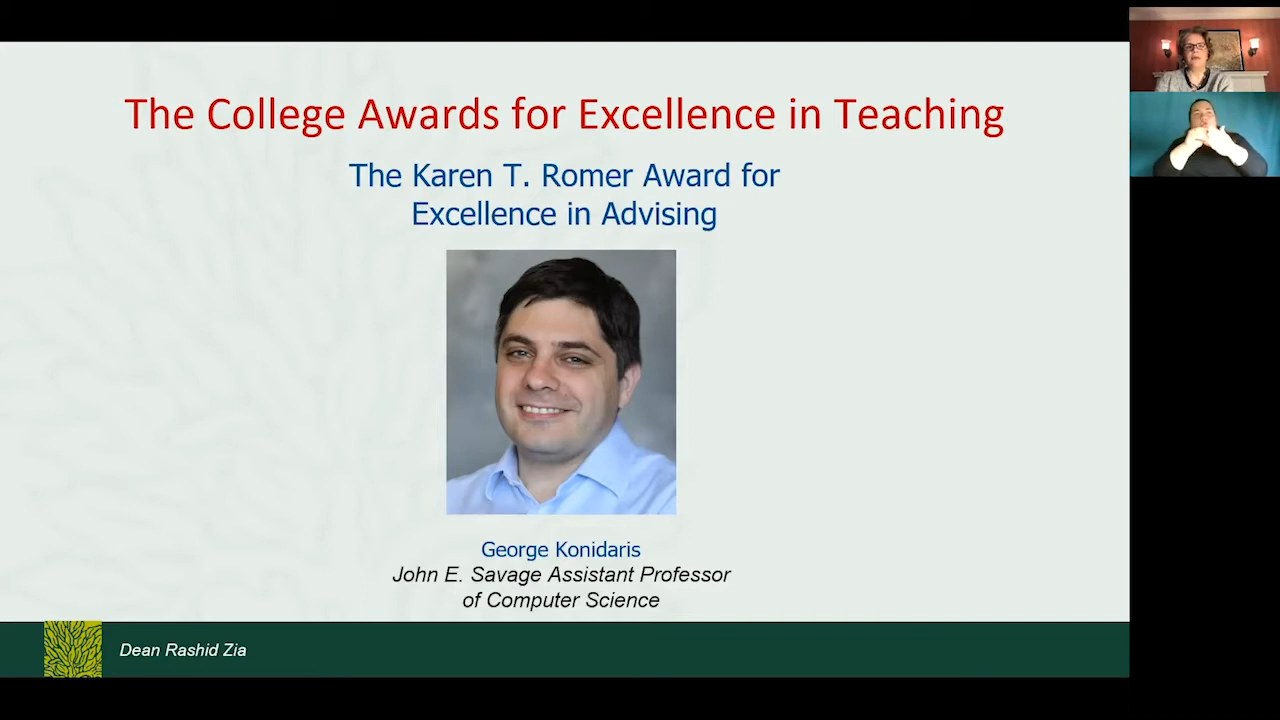 The College Awards for Excellence in Teaching
The Karen T. Romer Award for
Excellence in Advising
George Konidaris
John E. Savage Assistant Professor
of Computer Science
Dean Rashid Zia